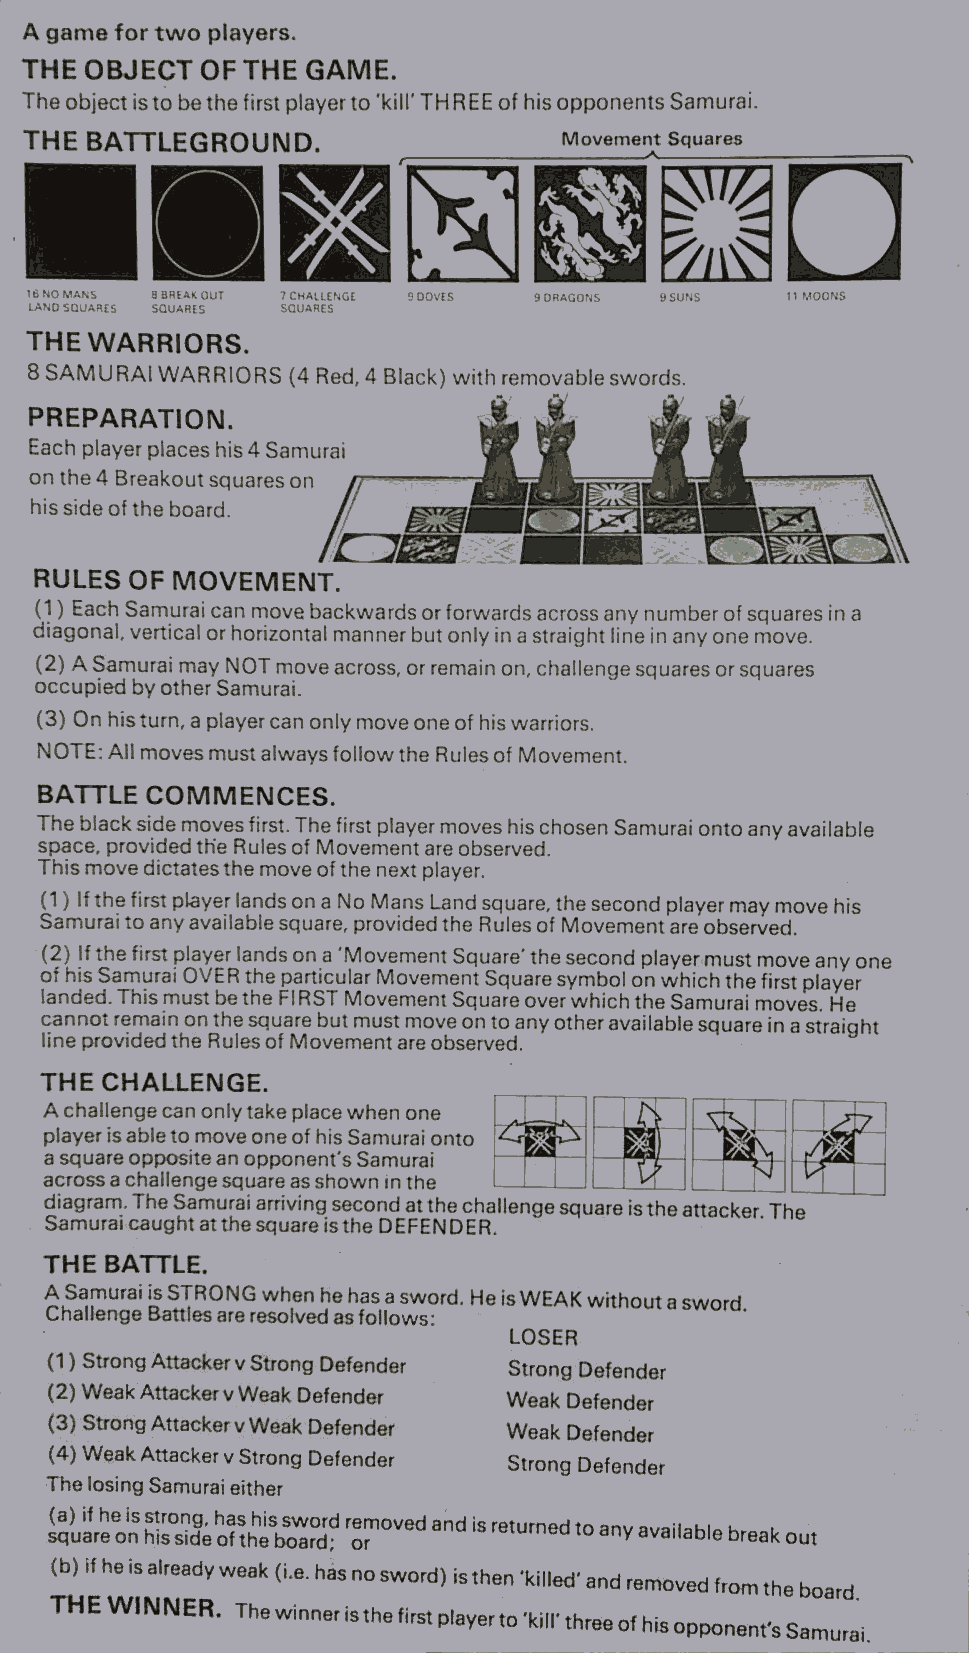 A game for two players.
THE OBJECT OF THE GAME.
The object is to be the first player to 'kill' THREE of his opponents Samurai.
THE BATTLEGROUND.
Movement Squares
16 NO MANS LAND SQUARES
8 BREAK OUT SQUARES
7 CHALLENGE SQUARES
9 DOVES
9 DRAGONS
9 SUNS
11 MOONS
THE WARRIORS.
8 SAMURAI WARRIORS (4 Red, 4 Black) with removable swords.
PREPARATION.
Each player places his 4 Samurai
on the 4 Breakout squares on
his side of the board.
RULES OF MOVEMENT.
(1) Each Samurai can move backwards or forwards across any number of squares in a
diagonal, vertical or horizontal manner but only in a straight line in any one move.
(2) A Samurai may NOT move across, or remain on, challenge squares or squares
occupied by other Samurai.
(3) On his turn, a player can only move one of his warriors.
NOTE: All moves must always follow the Rules of Movement.
BATTLE COMMENCES.
The black side moves first. The first player moves his chosen Samurai onto any available
space, provided the Rules of Movement are observed.
This move dictates the move of the next player.
(1) If the first player lands on a No Mans Land square, the second player may move his
Samurai to any available square, provided the Rules of Movement are observed.
(2) If the first player lands on a 'Movement Square' the second player must move any one
of his Samurai OVER the particular Movement Square symbol on which the first player
landed. This must be the FIRST Movement Square over which the Samurai moves. He
cannot remain on the square but must move on to any other available square in a straight
line provided the Rules of Movement are observed.
THE CHALLENGE.
A challenge can only take place when one
player is able to move one of his Samurai onto
a square opposite an opponent's Samurai
across a challenge square as shown in the
diagram. The Samurai arriving second at the challenge square is the attacker. The
Samurai caught at the square is the DEFENDER.
THE BATTLE.
A Samurai is STRONG when he has a sword. He is WEAK without a sword.
Challenge Battles are resolved as follows:
LOSER
(1) Strong Attacker v Strong Defender Strong Defender
(2) Weak Attacker v Weak Defender Weak Defender
(3) Strong Attacker v Weak Defender Weak Defender
(4) Weak Attacker v Strong Defender Strong Defender
The losing Samurai either
(a) if he is strong, has his sword removed and is returned to any available break out
square on his side of the board; or
(b) if he is already weak (i.e. has no sword) is then 'killed' and removed from the board.
THE WINNER. The winner is the first player to 'kill' three of his opponent's Samurai.